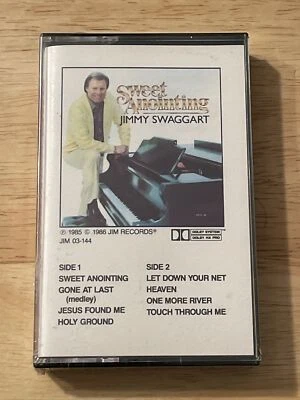 Sweet
Anointing
JIMMY SWAGGART
℗ 1985 © 1986 JIM RECORDS®
JIM 03-144
DOLBY SYSTEM
DOLBY HX PRO
SIDE 1
SWEET ANOINTING
GONE AT LAST
(medley)
JESUS FOUND ME
HOLY GROUND
SIDE 2
LET DOWN YOUR NET
HEAVEN
ONE MORE RIVER
TOUCH THROUGH ME